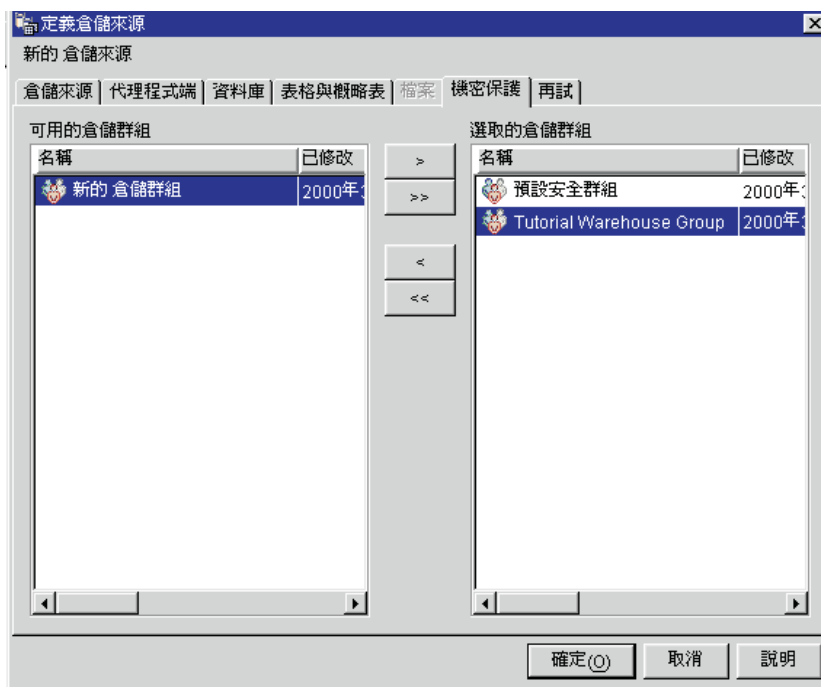 定義倉儲來源
新的 倉儲來源
倉儲來源 代理程式端 資料庫 表格與概略表 檔案 機密保護 再試
可用的倉儲群組
名稱 已修改
新的 倉儲群組 2000年
>
>>
<
<<
選取的倉儲群組
名稱 已修改
預設安全群組 2000年
Tutorial Warehouse Group 2000年
確定(O) 取消 說明